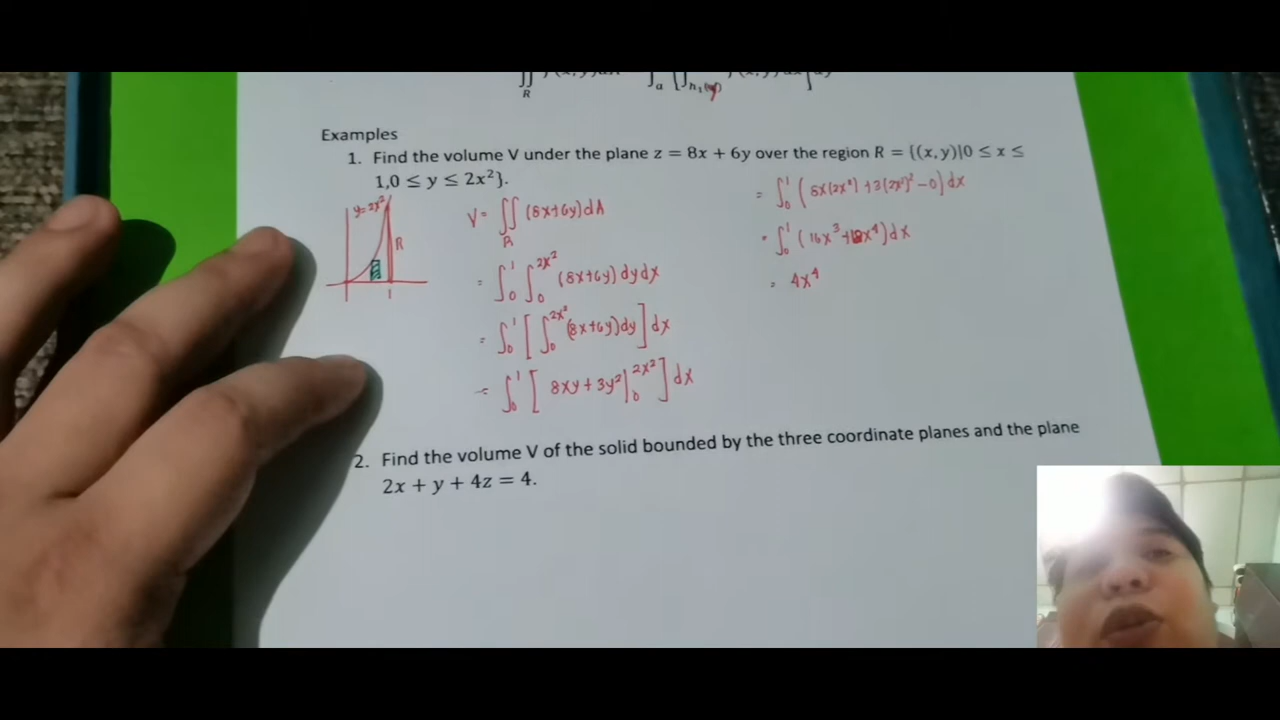 Examples
1. Find the volume V under the plane z = 8x + 6y over the region R = {(x, y)|0 ≤ x ≤
1,0 ≤ y ≤ 2x²}.
y=2x²
R
1
V = ∬ (8x+6y)dA
R
= ∫₀¹ ∫₀^{2x²} (8x+6y) dy dx
= ∫₀¹ [ ∫₀^{2x²} (8x+6y)dy ] dx
= ∫₀¹ [ 8xy + 3y² |₀^{2x²} ] dx
= ∫₀¹ (8x(2x²) + 3(2x²)² - 0) dx
= ∫₀¹ (16x³ + 12x⁴) dx
= 4x⁴
2. Find the volume V of the solid bounded by the three coordinate planes and the plane
2x + y + 4z = 4.